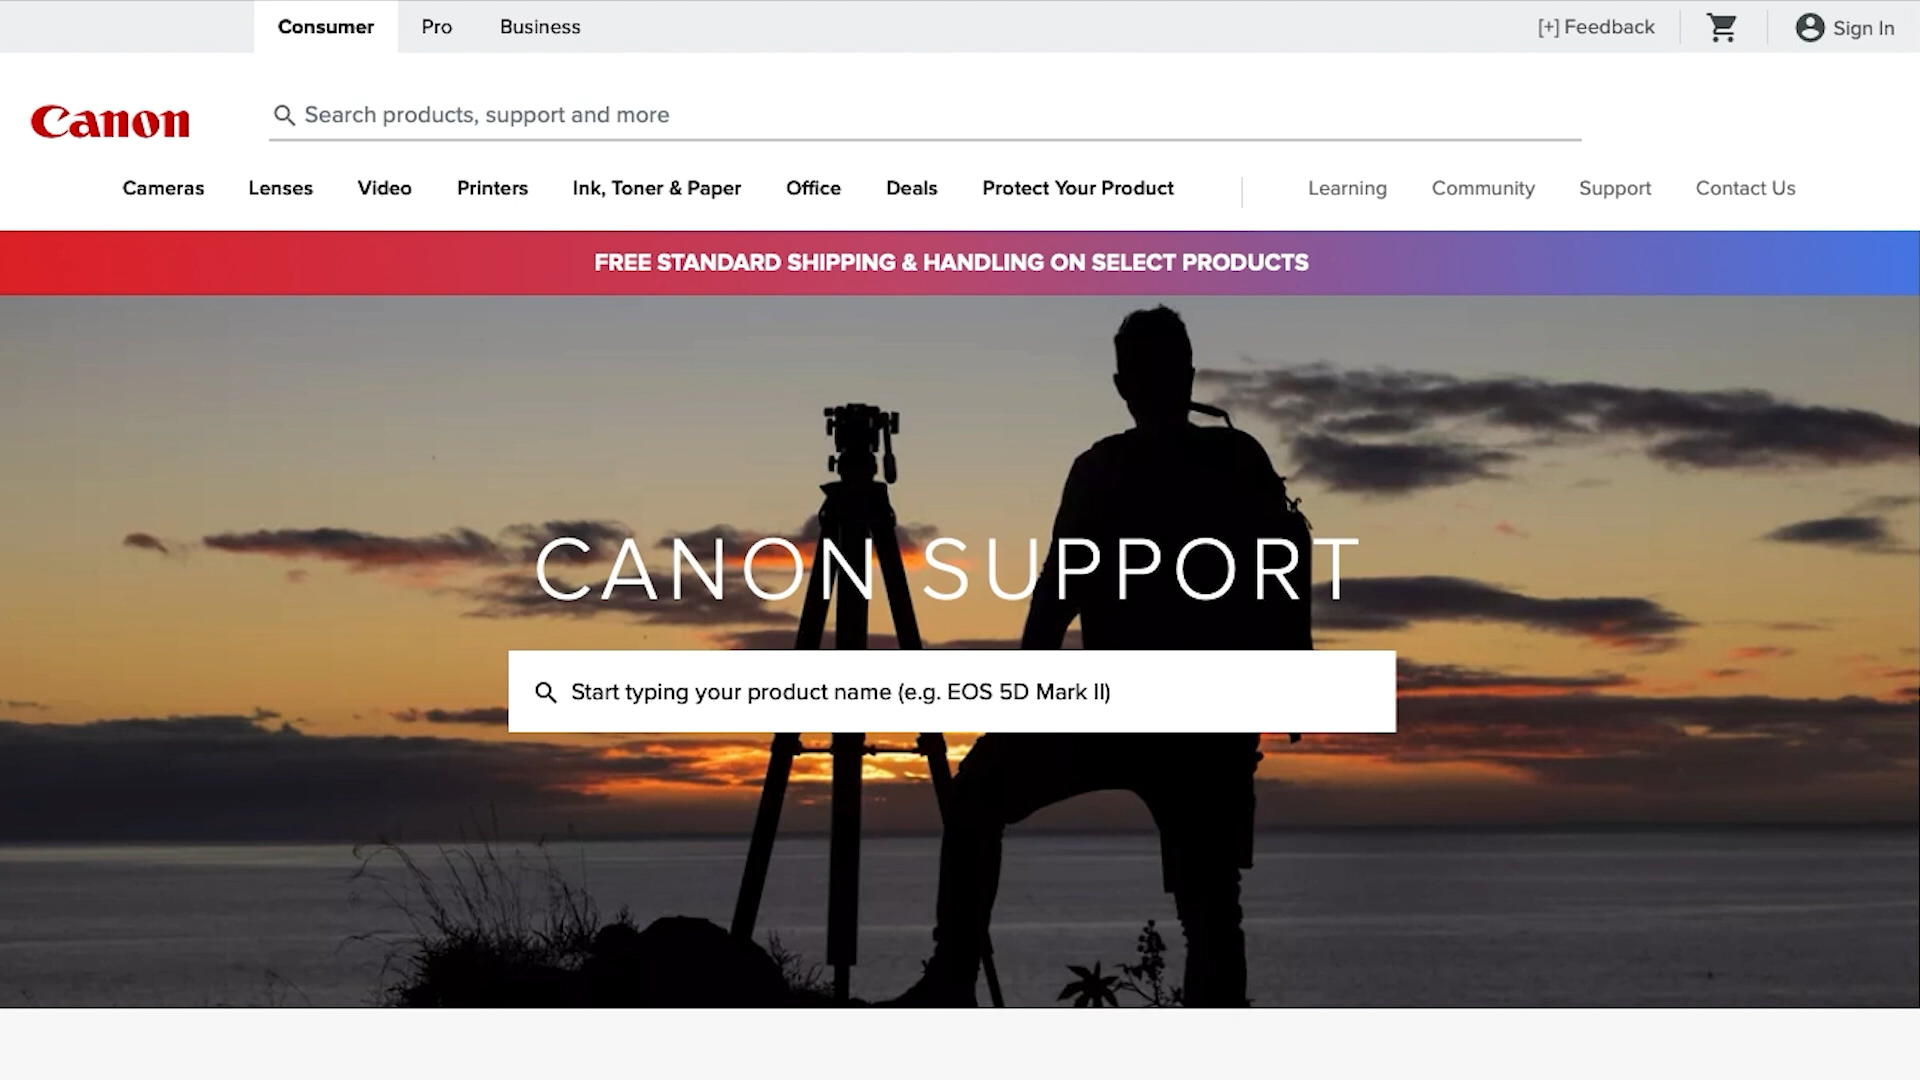 Consumer Pro Business [+] Feedback Sign In
Canon Search products, support and more
Cameras Lenses Video Printers Ink, Toner & Paper Office Deals Protect Your Product Learning Community Support Contact Us
FREE STANDARD SHIPPING & HANDLING ON SELECT PRODUCTS
CANON SUPPORT
Start typing your product name (e.g. EOS 5D Mark II)